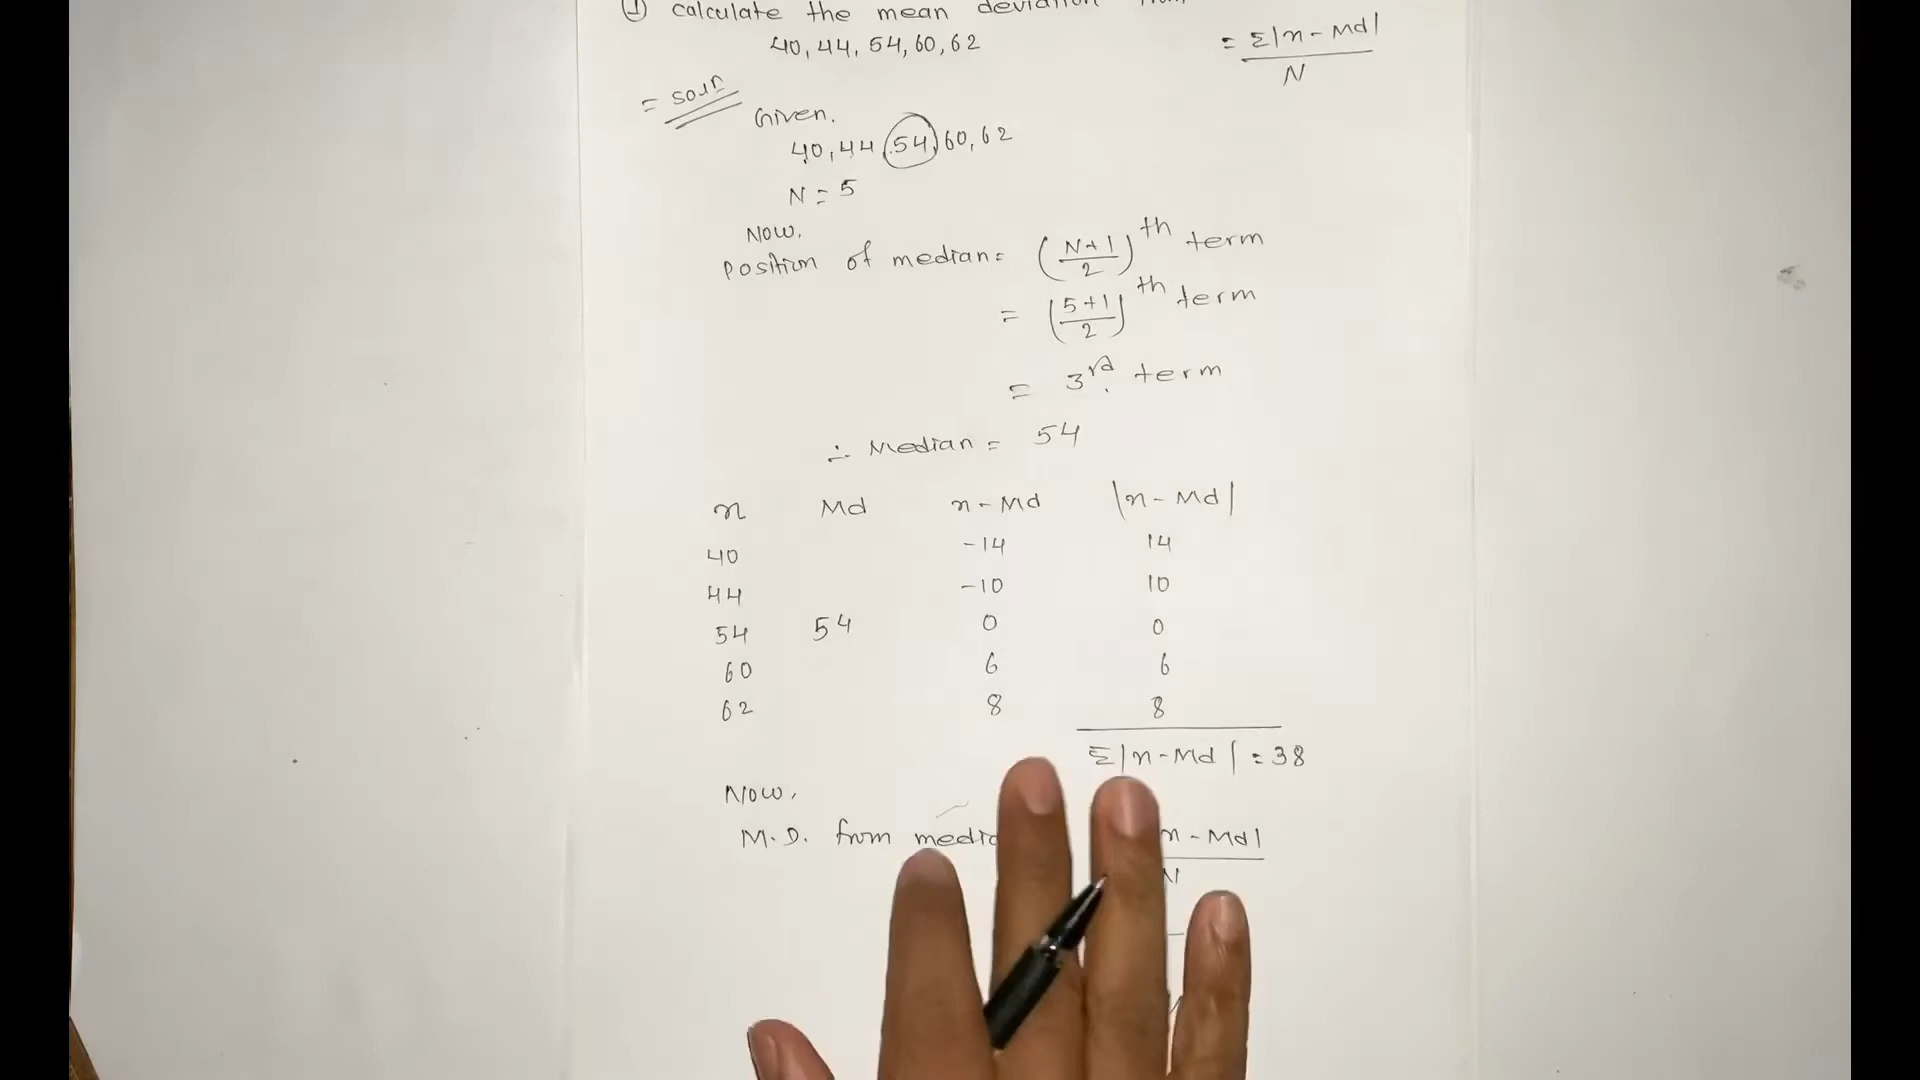 ① calculate the mean deviation
40, 44, 54, 60, 62
= Σ|x - Md|
N
= soln
Given.
40, 44, 54, 60, 62
N = 5
Now,
position of median = (N+1/2)th term
= (5+1/2)th term
= 3rd term
∴ Median = 54
x Md x - Md |x - Md|
40 -14 14
44 -10 10
54 54 0 0
60 6 6
62 8 8
Σ|x - Md| = 38
Now,
M.D. from x - Md|
N